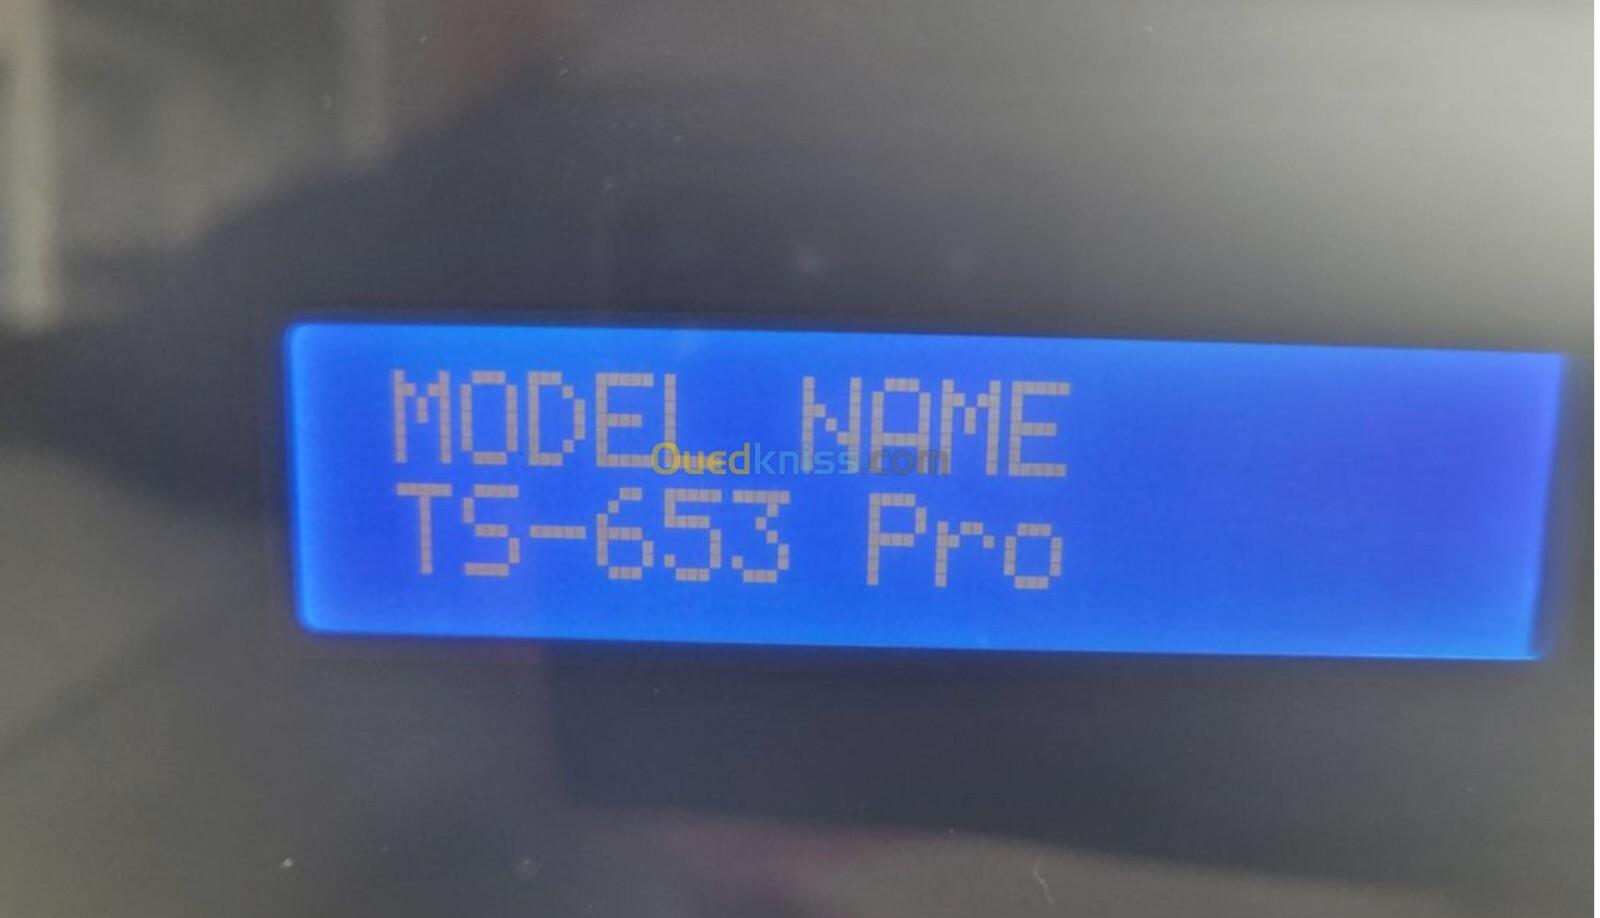 MODEL NAME
Ouedkniss.com
TS-653 Pro